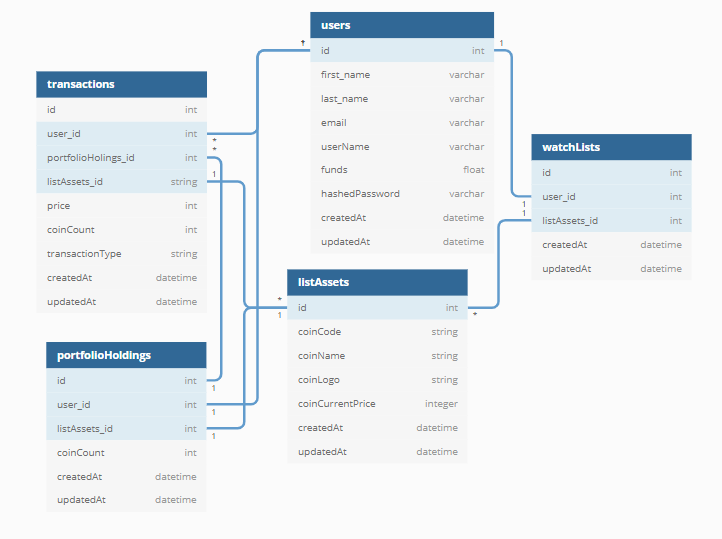 users
id int
first_name varchar
last_name varchar
email varchar
userName varchar
funds float
hashedPassword varchar
createdAt datetime
updatedAt datetime
transactions
id int
user_id int
portfolioHolings_id int
listAssets_id string
price int
coinCount int
transactionType string
createdAt datetime
updatedAt datetime
watchLists
id int
user_id int
listAssets_id int
createdAt datetime
updatedAt datetime
listAssets
id int
coinCode string
coinName string
coinLogo string
coinCurrentPrice integer
createdAt datetime
updatedAt datetime
portfolioHoldings
id int
user_id int
listAssets_id int
coinCount int
createdAt datetime
updatedAt datetime
*
1
*
*
1
1
1
*
1
*
1
1
1